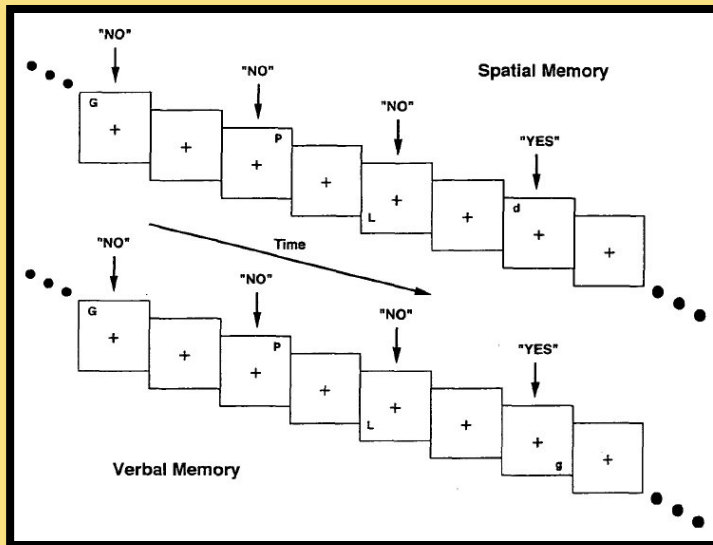 "NO"
"NO"
Spatial Memory
G
"NO"
P
"YES"
L
d
"NO"
Time
"NO"
G
"NO"
P
"YES"
L
g
Verbal Memory